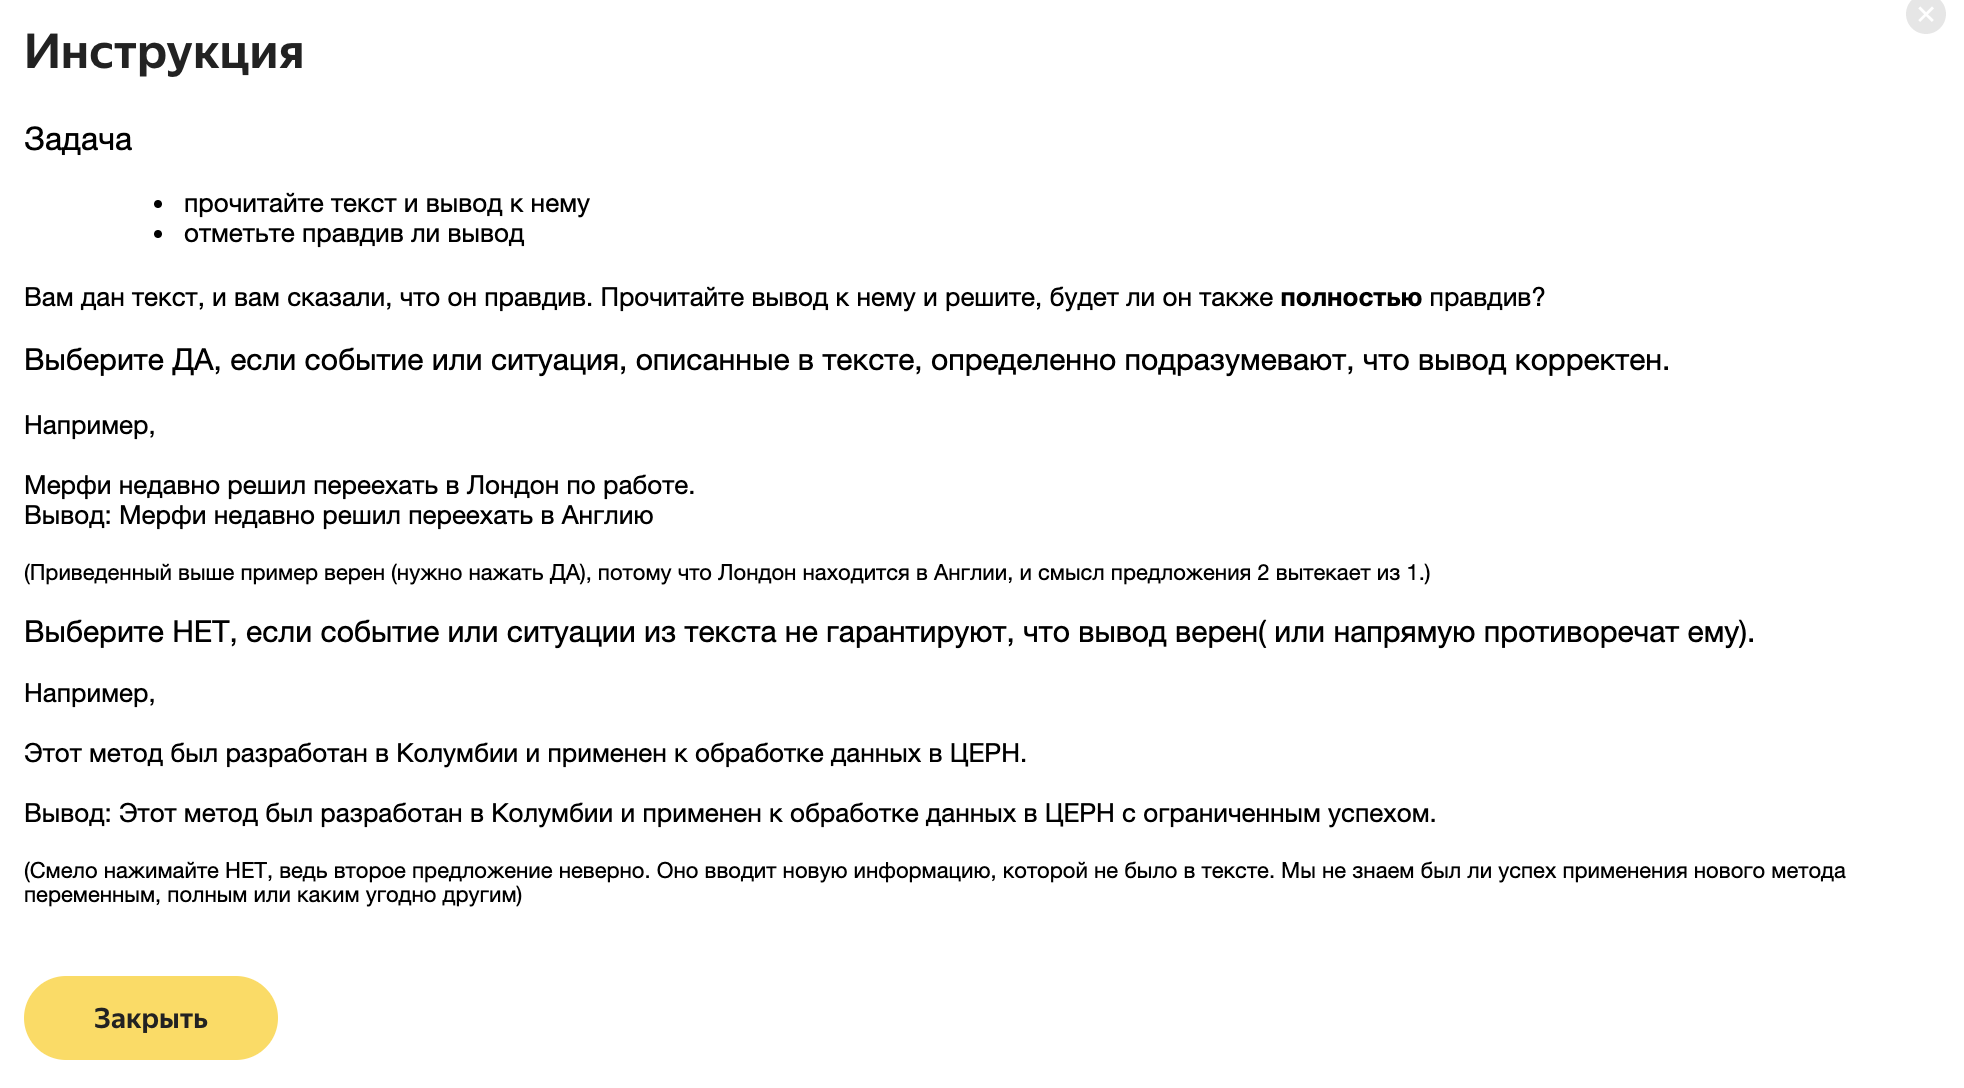 Инструкция
Задача
• прочитайте текст и вывод к нему
• отметьте правдив ли вывод
Вам дан текст, и вам сказали, что он правдив. Прочитайте вывод к нему и решите, будет ли он также полностью правдив?
Выберите ДА, если событие или ситуация, описанные в тексте, определенно подразумевают, что вывод корректен.
Например,
Мерфи недавно решил переехать в Лондон по работе.
Вывод: Мерфи недавно решил переехать в Англию
(Приведенный выше пример верен (нужно нажать ДА), потому что Лондон находится в Англии, и смысл предложения 2 вытекает из 1.)
Выберите НЕТ, если событие или ситуации из текста не гарантируют, что вывод верен( или напрямую противоречат ему).
Например,
Этот метод был разработан в Колумбии и применен к обработке данных в ЦЕРН.
Вывод: Этот метод был разработан в Колумбии и применен к обработке данных в ЦЕРН с ограниченным успехом.
(Смело нажимайте НЕТ, ведь второе предложение неверно. Оно вводит новую информацию, которой не было в тексте. Мы не знаем был ли успех применения нового метода
переменным, полным или каким угодно другим)
Закрыть